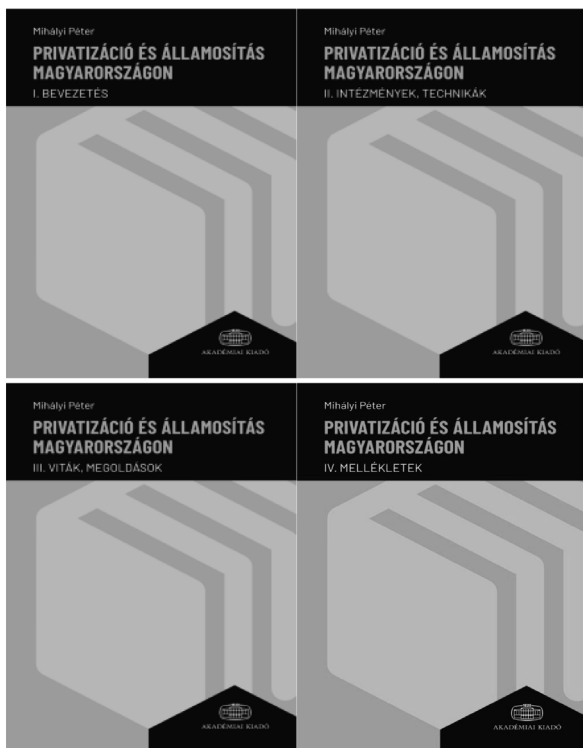 Mihályi Péter
PRIVATIZÁCIÓ ÉS ÁLLAMOSÍTÁS
MAGYARORSZÁGON
I. BEVEZETÉS
AKADÉMIAI KIADÓ
Mihályi Péter
PRIVATIZÁCIÓ ÉS ÁLLAMOSÍTÁS
MAGYARORSZÁGON
II. INTÉZMÉNYEK, TECHNIKÁK
AKADÉMIAI KIADÓ
Mihályi Péter
PRIVATIZÁCIÓ ÉS ÁLLAMOSÍTÁS
MAGYARORSZÁGON
III. VITÁK, MEGOLDÁSOK
AKADÉMIAI KIADÓ
Mihályi Péter
PRIVATIZÁCIÓ ÉS ÁLLAMOSÍTÁS
MAGYARORSZÁGON
IV. MELLÉKLETEK
AKADÉMIAI KIADÓ